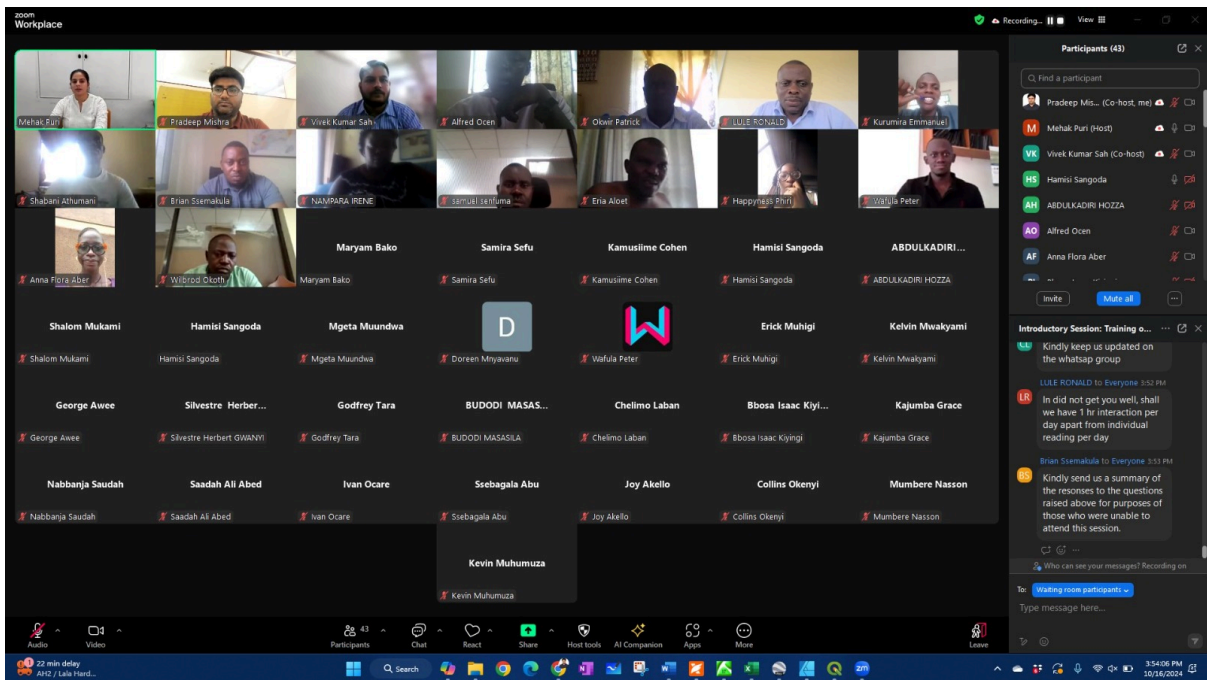 zoom
Workplace
Recording...
View
Mehak Puri
Pradeep Mishra
Vivek Kumar Sah
Alfred Ocen
Okwir Patrick
LULE RONALD
Kurumira Emmanuel
Shabani Athumani
Brian Ssemakula
NAMPARA IRENE
samuel senfuma
Eria Aloet
Happyness Phiri
Wafula Peter
Anna Flora Aber
Wilbrod Okoth
Maryam Bako
Samira Sefu
Kamusiime Cohen
Hamisi Sangoda
ABDULKADIRI...
Maryam Bako
Samira Sefu
Kamusiime Cohen
Hamisi Sangoda
ABDULKADIRI HOZZA
Shalom Mukami
Hamisi Sangoda
Mgeta Muundwa
D
Erick Muhigi
Kelvin Mwakyami
Shalom Mukami
Hamisi Sangoda
Mgeta Muundwa
Doreen Mnyavanu
Wafula Peter
Erick Muhigi
Kelvin Mwakyami
George Awee
Silvestre Herber...
Godfrey Tara
BUDODI MASAS...
Chelimo Laban
Bbosa Isaac Kiyi...
Kajumba Grace
George Awee
Silvestre Herbert GWANYI
Godfrey Tara
BUDODI MASASILA
Chelimo Laban
Bbosa Isaac Kiyingi
Kajumba Grace
Nabbanja Saudah
Saadah Ali Abed
Ivan Ocare
Ssebagala Abu
Joy Akello
Collins Okenyi
Mumbere Nasson
Nabbanja Saudah
Saadah Ali Abed
Ivan Ocare
Ssebagala Abu
Joy Akello
Collins Okenyi
Mumbere Nasson
Kevin Muhumuza
Kevin Muhumuza
Participants (43)
Find a participant
Pradeep Mis... (Co-host, me)
M
Mehak Puri (Host)
VK
Vivek Kumar Sah (Co-host)
HS
Hamisi Sangoda
AH
ABDULKADIRI HOZZA
AO
Alfred Ocen
AF
Anna Flora Aber
Invite
Mute all
Introductory Session: Training o...
CL
Kindly keep us updated on
the whatsap group
LULE RONALD to Everyone 3:52 PM
LR
In did not get you well, shall
we have 1 hr interaction per
day apart from individual
reading per day
Brian Ssemakula to Everyone 3:53 PM
BS
Kindly send us a summary of
the resonses to the questions
raised above for purposes of
those who were unable to
attend this session.
Who can see your messages? Recording on
To: Waiting room participants
Type message here...
Audio
Video
43
Participants
Chat
React
Share
Host tools
AI Companion
Apps
More
Leave
22 min delay
AH2 / Lala Hard...
Search
zm
3:54:06 PM
10/16/2024